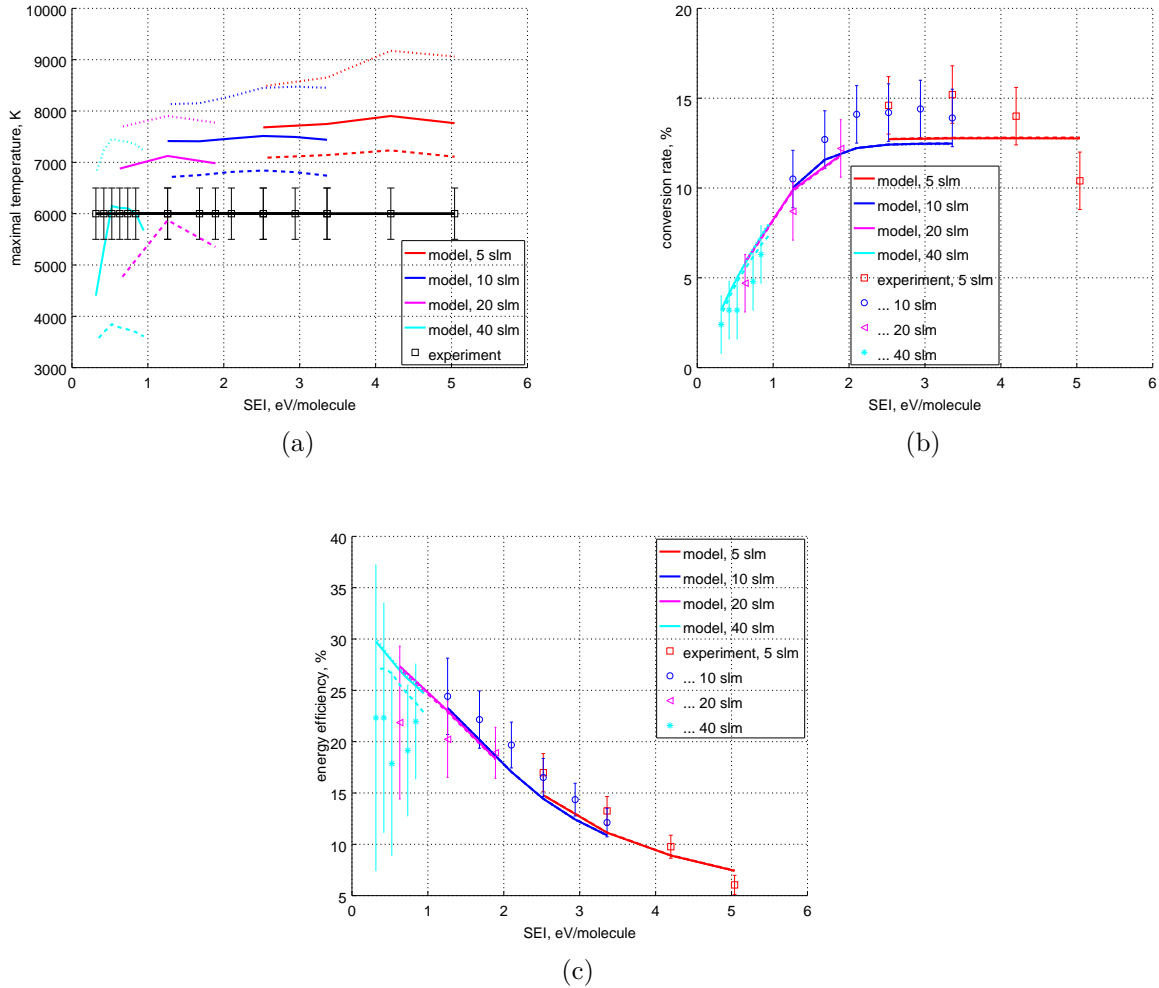 10000
9000
8000
7000
6000
5000
4000
3000
0
1
2
3
4
5
6
maximal temperature, K
SEI, eV/molecule
model, 5 slm
model, 10 slm
model, 20 slm
model, 40 slm
experiment
(a)
20
15
10
5
0
0
1
2
3
4
5
6
conversion rate, %
SEI, eV/molecule
model, 5 slm
model, 10 slm
model, 20 slm
model, 40 slm
experiment, 5 slm
... 10 slm
... 20 slm
... 40 slm
(b)
40
35
30
25
20
15
10
5
0
1
2
3
4
5
6
energy efficiency, %
SEI, eV/molecule
model, 5 slm
model, 10 slm
model, 20 slm
model, 40 slm
experiment, 5 slm
... 10 slm
... 20 slm
... 40 slm
(c)